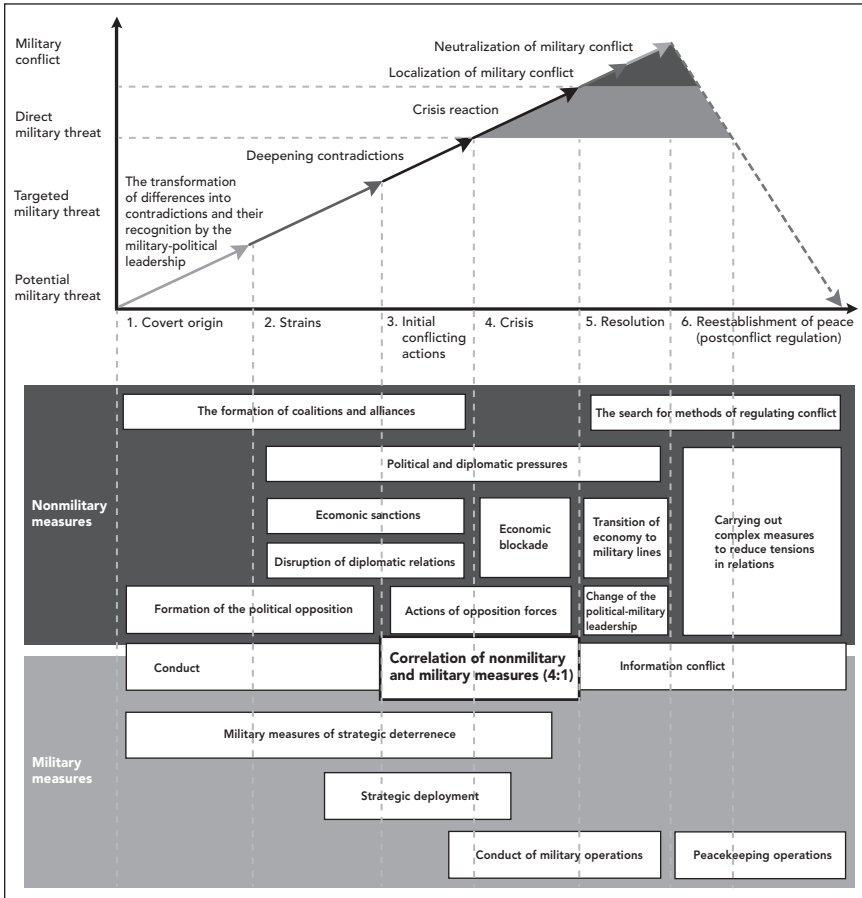 Military
conflict
Neutralization of military conflict
Localization of military conflict
Direct
military threat
Crisis reaction
Deepening contradictions
Targeted
military threat
The transformation
of differences into
contradictions and their
recognition by the
military-political
leadership
Potential
military threat
1. Covert origin
2. Strains
3. Initial
conflicting
actions
4. Crisis
5. Resolution
6. Reestablishment of peace
(postconflict regulation)
Nonmilitary
measures
The formation of coalitions and alliances
The search for methods of regulating conflict
Political and diplomatic pressures
Ecomonic sanctions
Disruption of diplomatic relations
Economic
blockade
Transition of
economy to
military lines
Carrying out
complex measures
to reduce tensions
in relations
Formation of the political opposition
Actions of opposition forces
Change of the
political-military
leadership
Conduct
Correlation of nonmilitary
and military measures (4:1)
Information conflict
Military
measures
Military measures of strategic deterrenece
Strategic deployment
Conduct of military operations
Peacekeeping operations